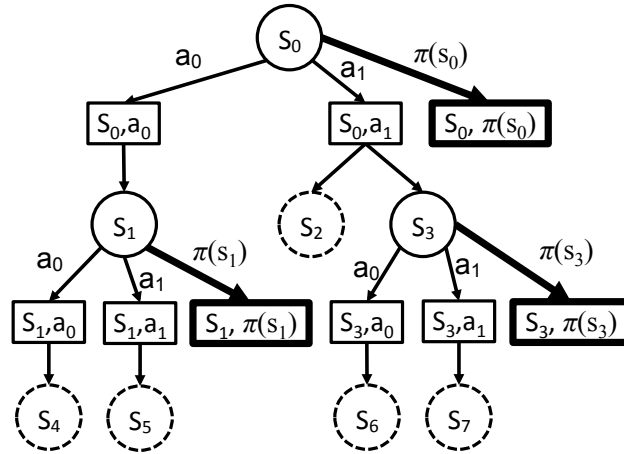 S₀
a₀ a₁ π(s₀)
S₀,a₀ S₀,a₁ S₀, π(s₀)
S₁ S₂ S₃
a₀ a₁ π(s₁) a₀ a₁ π(s₃)
S₁,a₀ S₁,a₁ S₁, π(s₁) S₃,a₀ S₃,a₁ S₃, π(s₃)
S₄ S₅ S₆ S₇